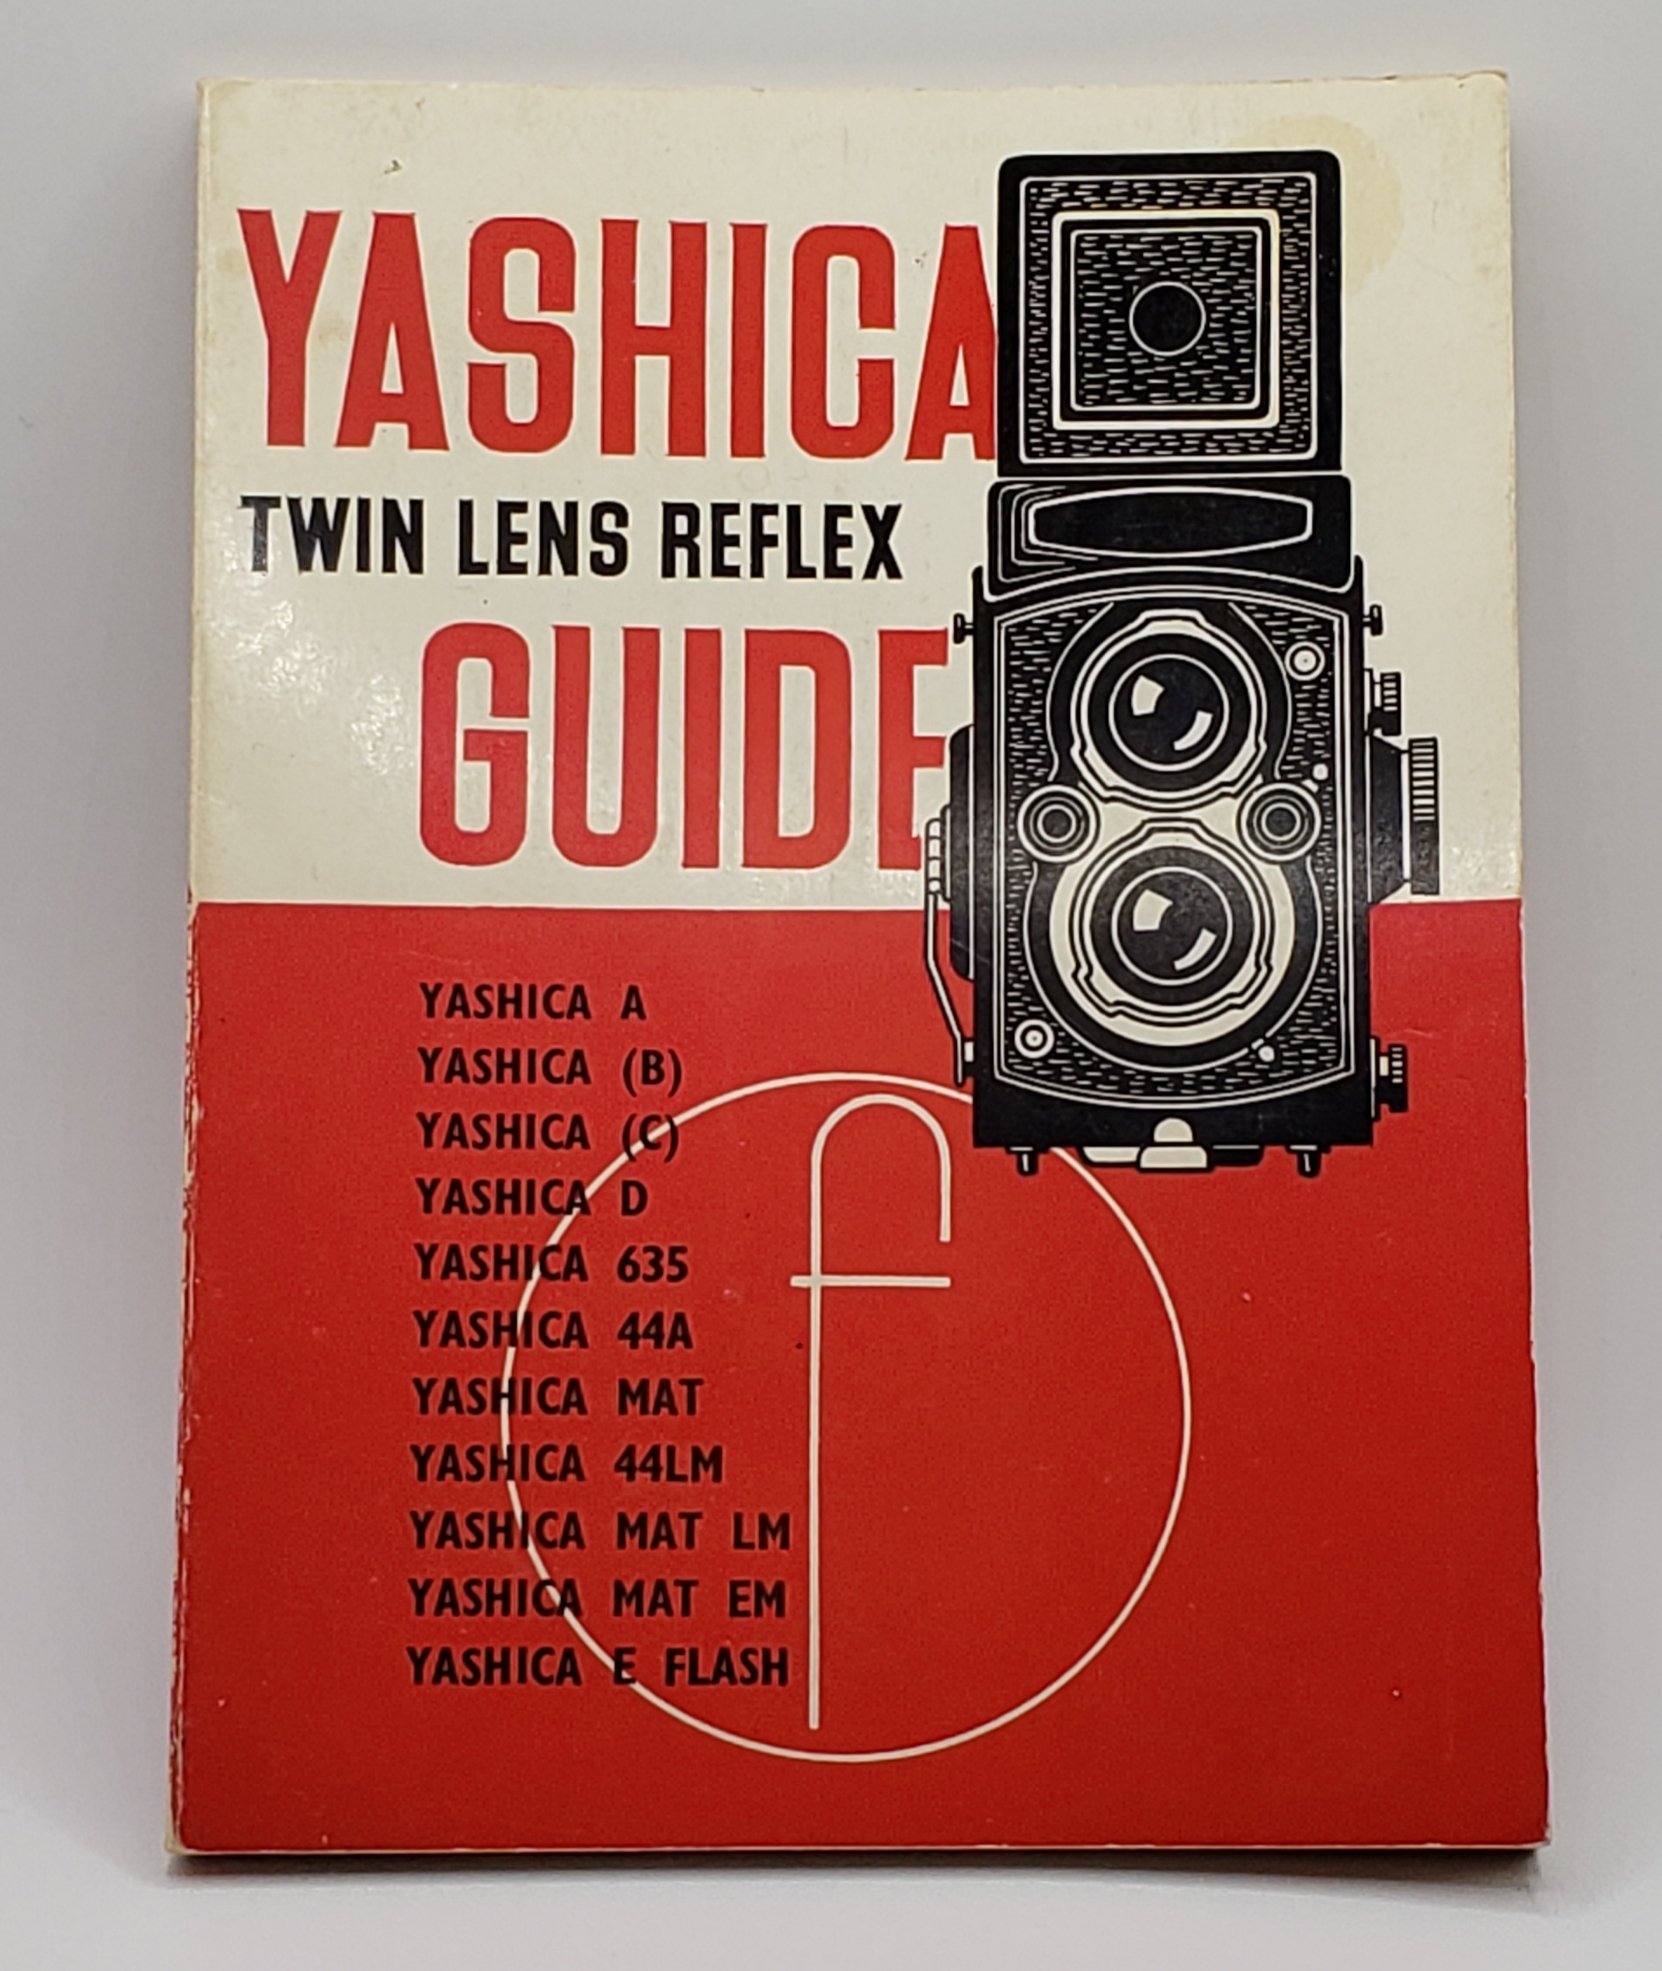 YASHICA
TWIN LENS REFLEX
GUIDE
YASHICA A
YASHICA (B)
YASHICA (C)
YASHICA D
YASHICA 635
YASHICA 44A
YASHICA MAT
YASHICA 44LM
YASHICA MAT LM
YASHICA MAT EM
YASHICA E FLASH
f